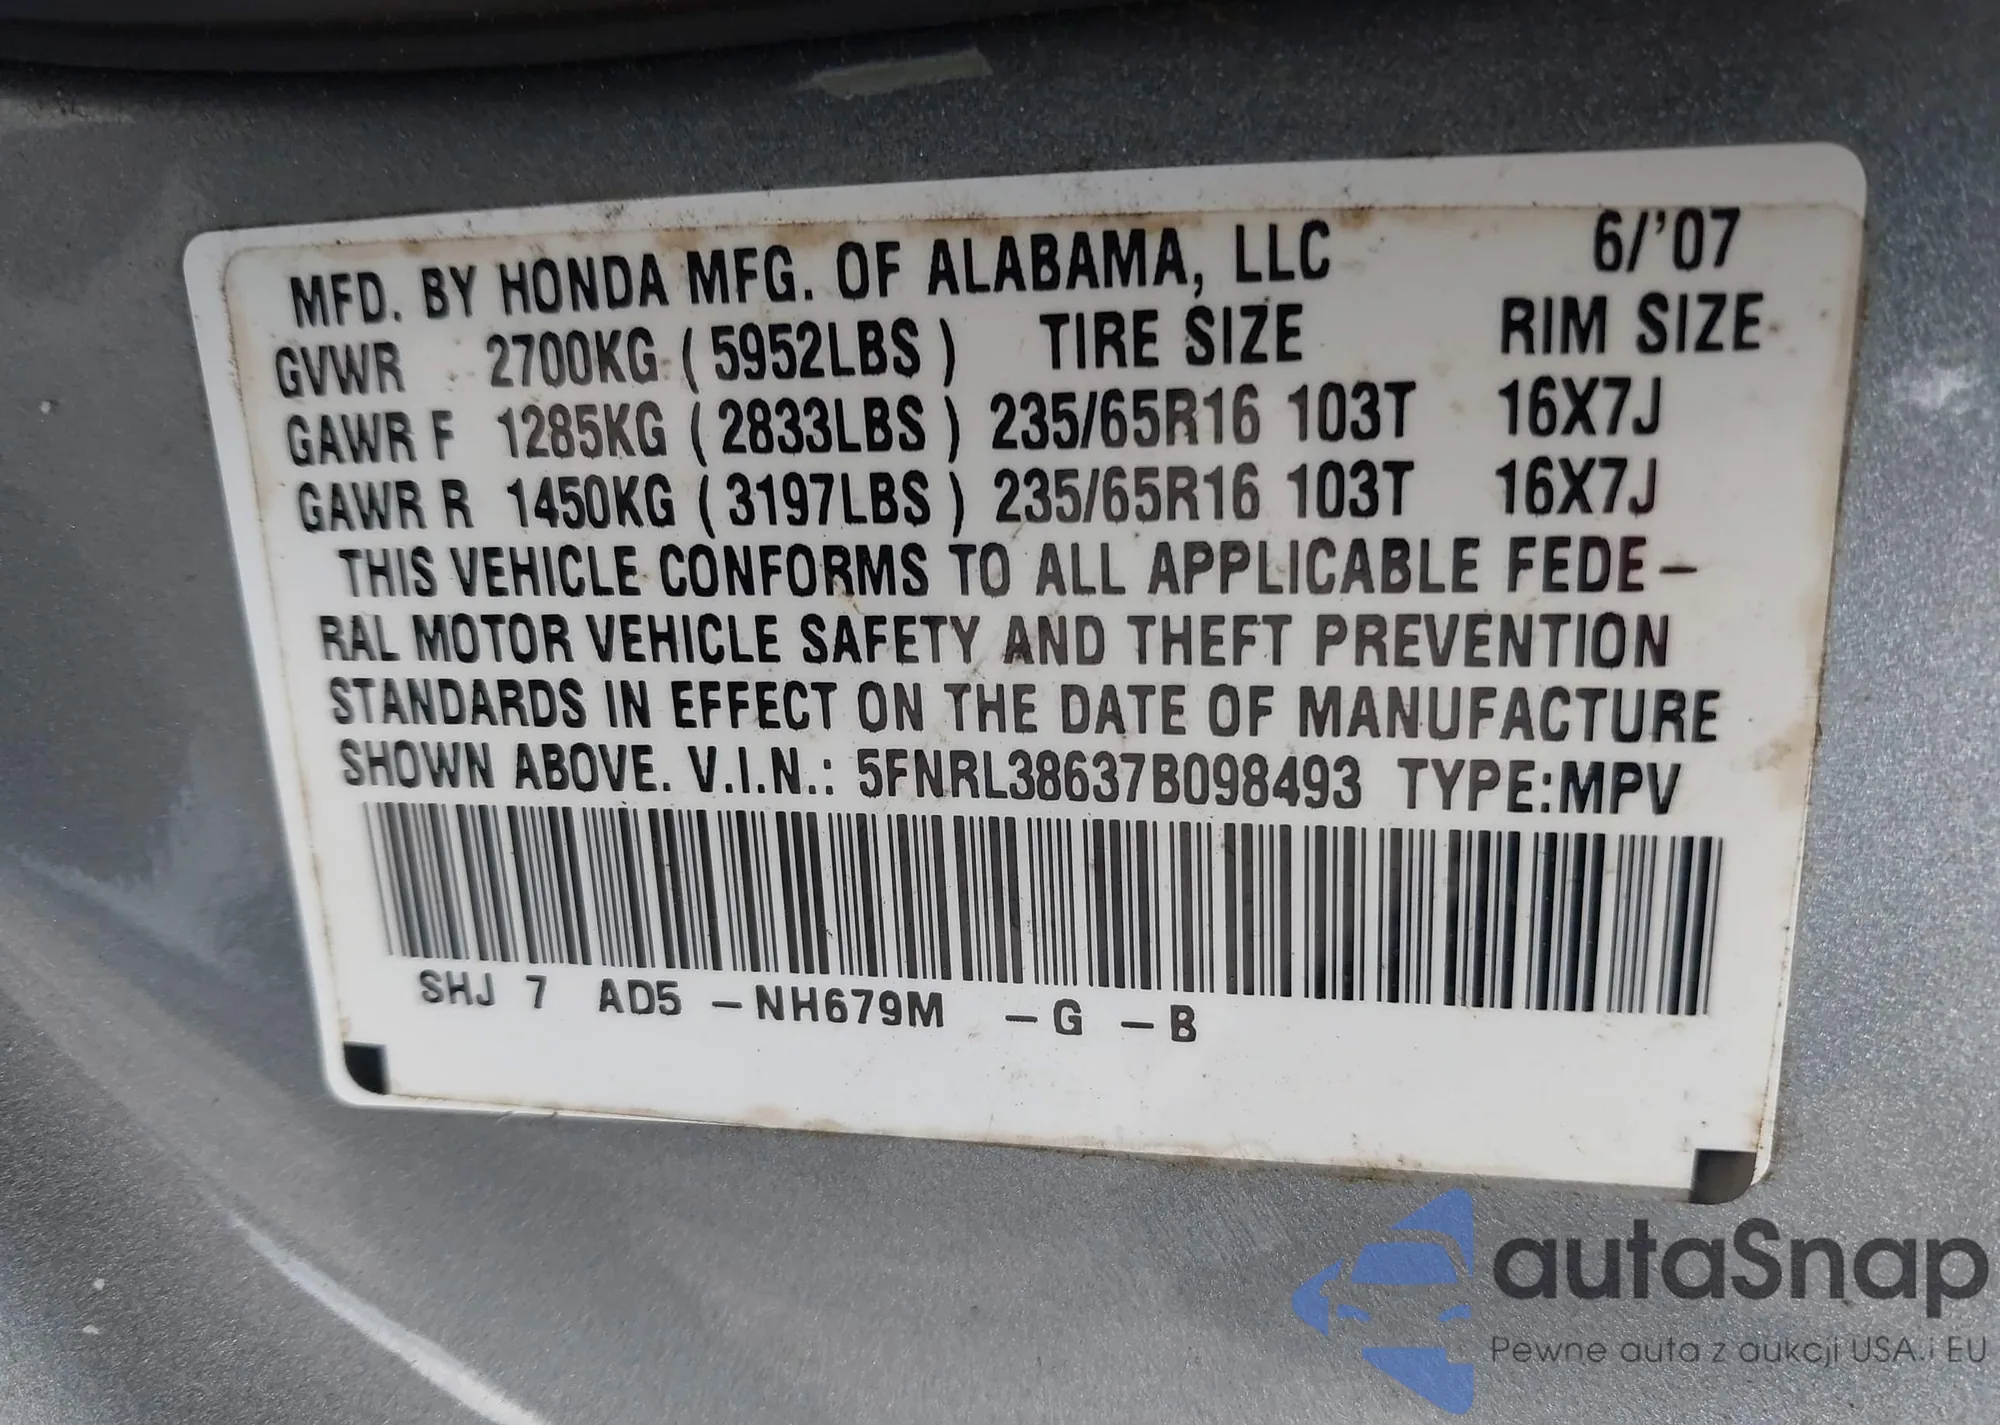 MFD. BY HONDA MFG. OF ALABAMA, LLC 6/'07
GVWR 2700KG (5952LBS) TIRE SIZE RIM SIZE
GAWR F 1285KG (2833LBS) 235/65R16 103T 16X7J
GAWR R 1450KG (3197LBS) 235/65R16 103T 16X7J
THIS VEHICLE CONFORMS TO ALL APPLICABLE FEDE-
RAL MOTOR VEHICLE SAFETY AND THEFT PREVENTION
STANDARDS IN EFFECT ON THE DATE OF MANUFACTURE
SHOWN ABOVE. V.I.N.: 5FNRL38637B098493 TYPE:MPV
SHJ 7 AD5 -NH679M -G -B
autaSnap
Pewne auta z aukcji USA i EU